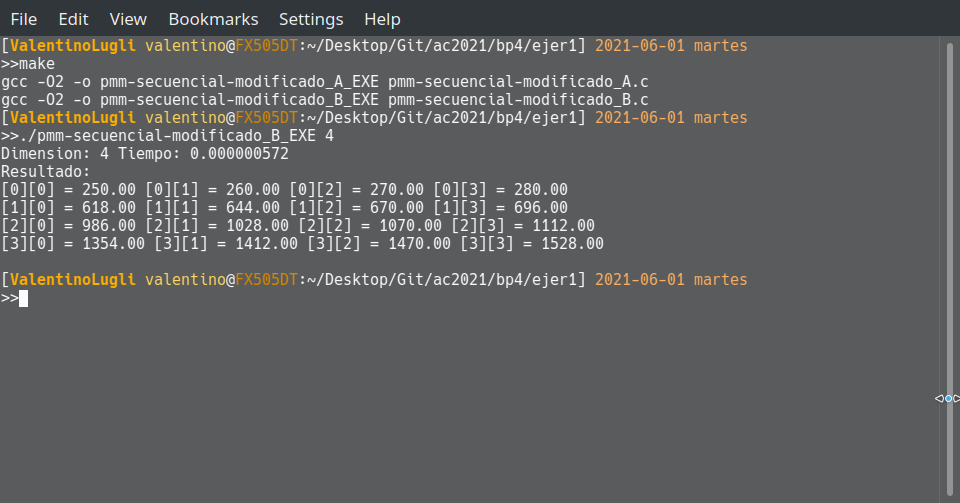 File Edit View Bookmarks Settings Help
[ValentinoLugli valentino@FX505DT:~/Desktop/Git/ac2021/bp4/ejer1] 2021-06-01 martes
>>make
gcc -O2 -o pmm-secuencial-modificado_A_EXE pmm-secuencial-modificado_A.c
gcc -O2 -o pmm-secuencial-modificado_B_EXE pmm-secuencial-modificado_B.c
[ValentinoLugli valentino@FX505DT:~/Desktop/Git/ac2021/bp4/ejer1] 2021-06-01 martes
>>./pmm-secuencial-modificado_B_EXE 4
Dimension: 4 Tiempo: 0.000000572
Resultado:
[0][0] = 250.00 [0][1] = 260.00 [0][2] = 270.00 [0][3] = 280.00
[1][0] = 618.00 [1][1] = 644.00 [1][2] = 670.00 [1][3] = 696.00
[2][0] = 986.00 [2][1] = 1028.00 [2][2] = 1070.00 [2][3] = 1112.00
[3][0] = 1354.00 [3][1] = 1412.00 [3][2] = 1470.00 [3][3] = 1528.00
[ValentinoLugli valentino@FX505DT:~/Desktop/Git/ac2021/bp4/ejer1] 2021-06-01 martes
>>